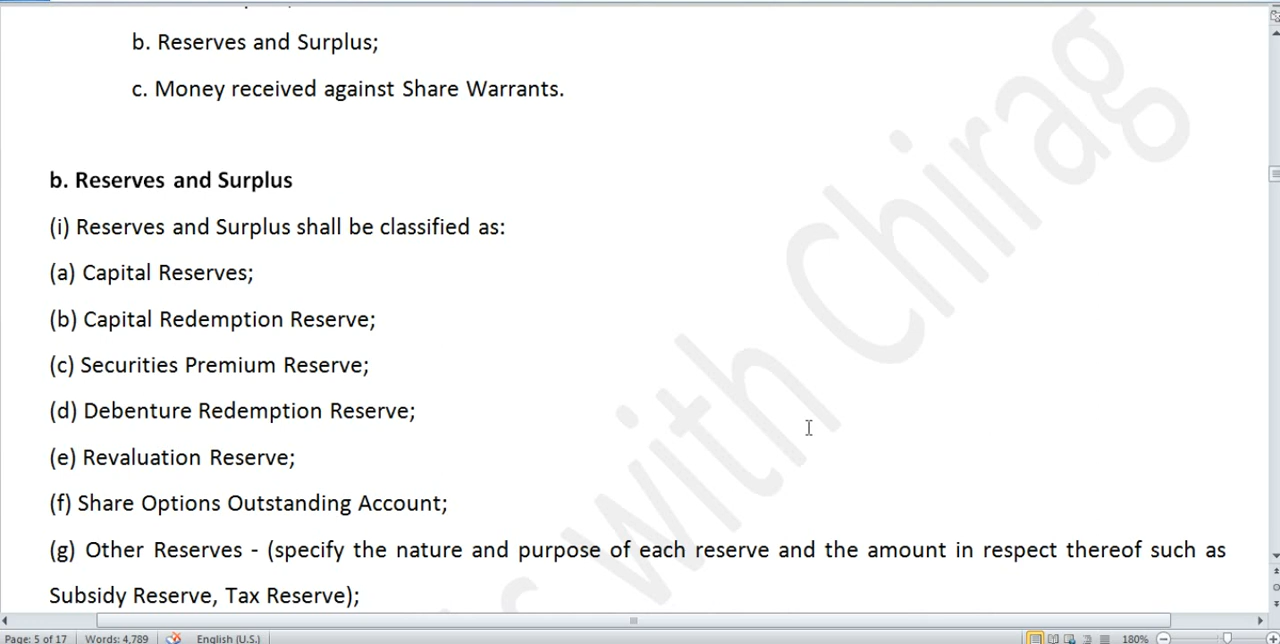 b. Reserves and Surplus;
c. Money received against Share Warrants.
b. Reserves and Surplus
(i) Reserves and Surplus shall be classified as:
(a) Capital Reserves;
(b) Capital Redemption Reserve;
(c) Securities Premium Reserve;
(d) Debenture Redemption Reserve;
(e) Revaluation Reserve;
(f) Share Options Outstanding Account;
(g) Other Reserves - (specify the nature and purpose of each reserve and the amount in respect thereof such as
Subsidy Reserve, Tax Reserve);
with Chirag
Page: 5 of 17 Words: 4,789 English (U.S.) 180%